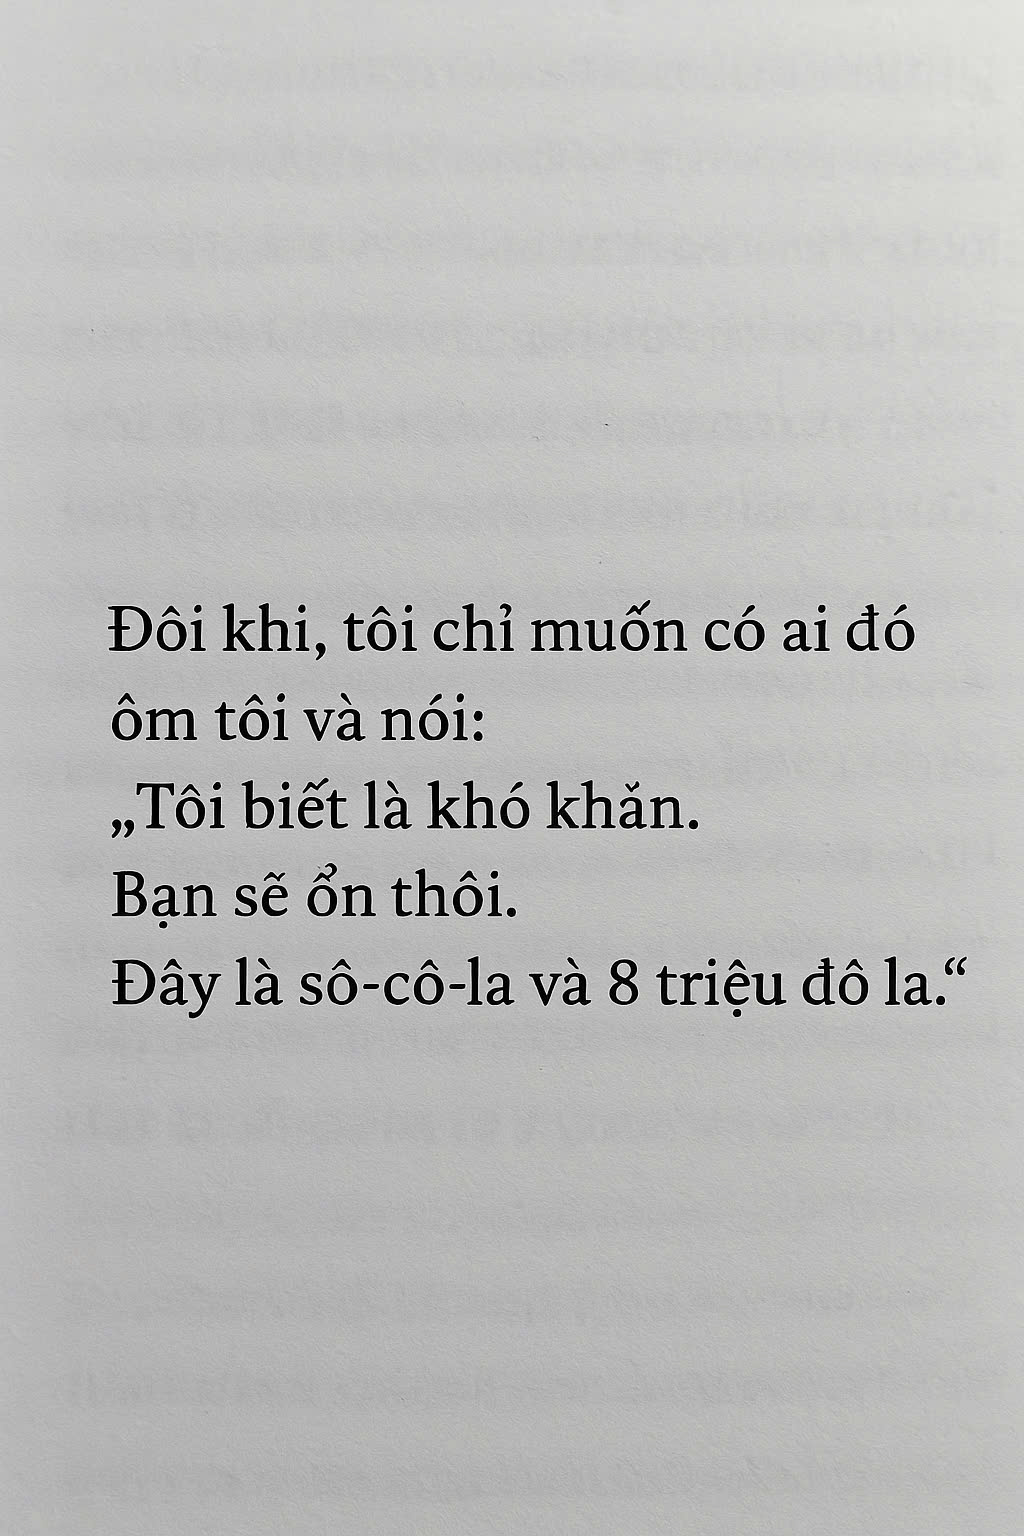 Đôi khi, tôi chỉ muốn có ai đó
ôm tôi và nói:
„Tôi biết là khó khăn.
Bạn sẽ ổn thôi.
Đây là sô-cô-la và 8 triệu đô la.“